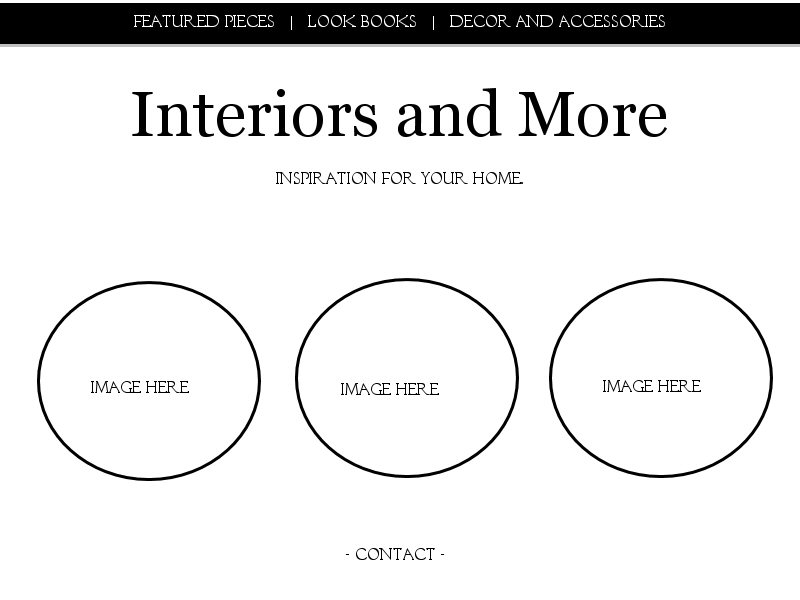 FEATURED PIECES | LOOK BOOKS | DECOR AND ACCESSORIES
Interiors and More
INSPIRATION FOR YOUR HOME.
IMAGE HERE
IMAGE HERE
IMAGE HERE
- CONTACT -